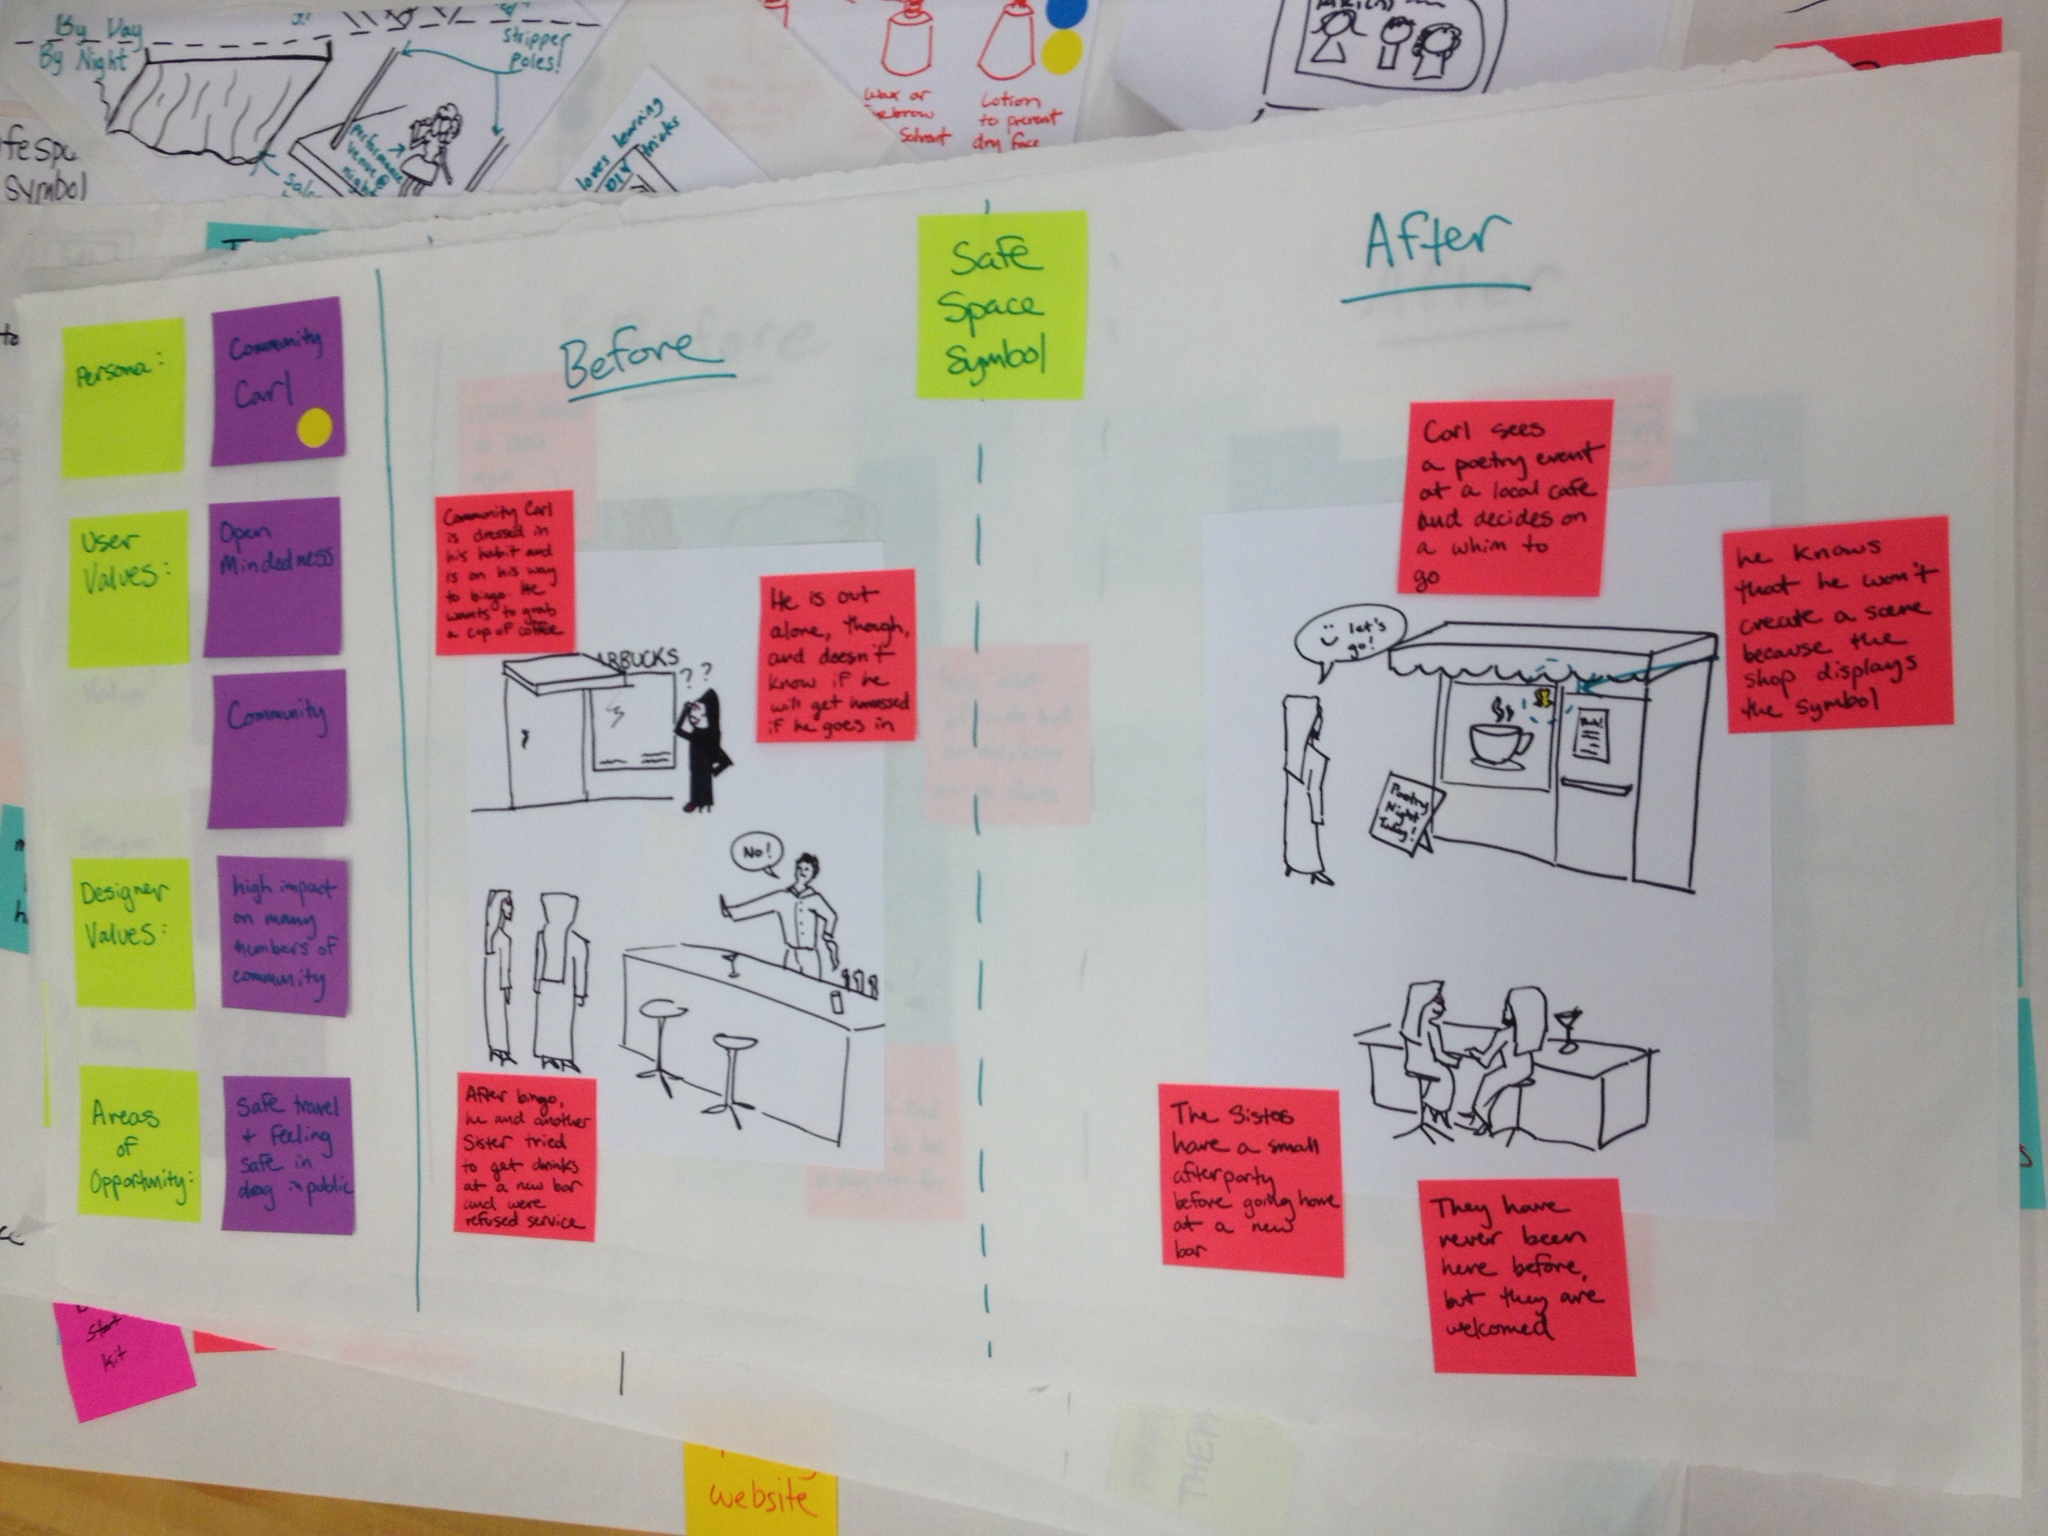 By Day
By Night
stripper
poles!
performance
venue @
night
loves learning
tricks
Wax or
Solvent
Lotion
to prevent
dry face
Symbol
Safe
Space
Symbol
After
Before
Persona:
Community
Carl
User
Values:
Open
Mindedness
Community
Designer
Values:
high impact
on many
members of
community
Areas
of
Opportunity:
Safe travel
+ feeling
safe in
drag in public
Community Carl
is dressed in
his habit and
is on his way
to bingo. He
wants to grab
a cup of coffee
He is out
alone, though,
and doesn't
know if he
will get harassed
if he goes in
ARBUCKS
??
No!
After bingo,
he and another
Sister tried
to get drinks
at a new bar
and were
refused service
Carl sees
a poetry event
at a local cafe
and decides on
a whim to
go
he knows
that he won't
create a scene
because the
shop displays
the symbol
let's
go!
Poetry
Night
Today!
The Sisters
have a small
afterparty
before going home
at a new
bar
They have
never been
here before,
but they are
welcomed
Start
kit
website
THEM